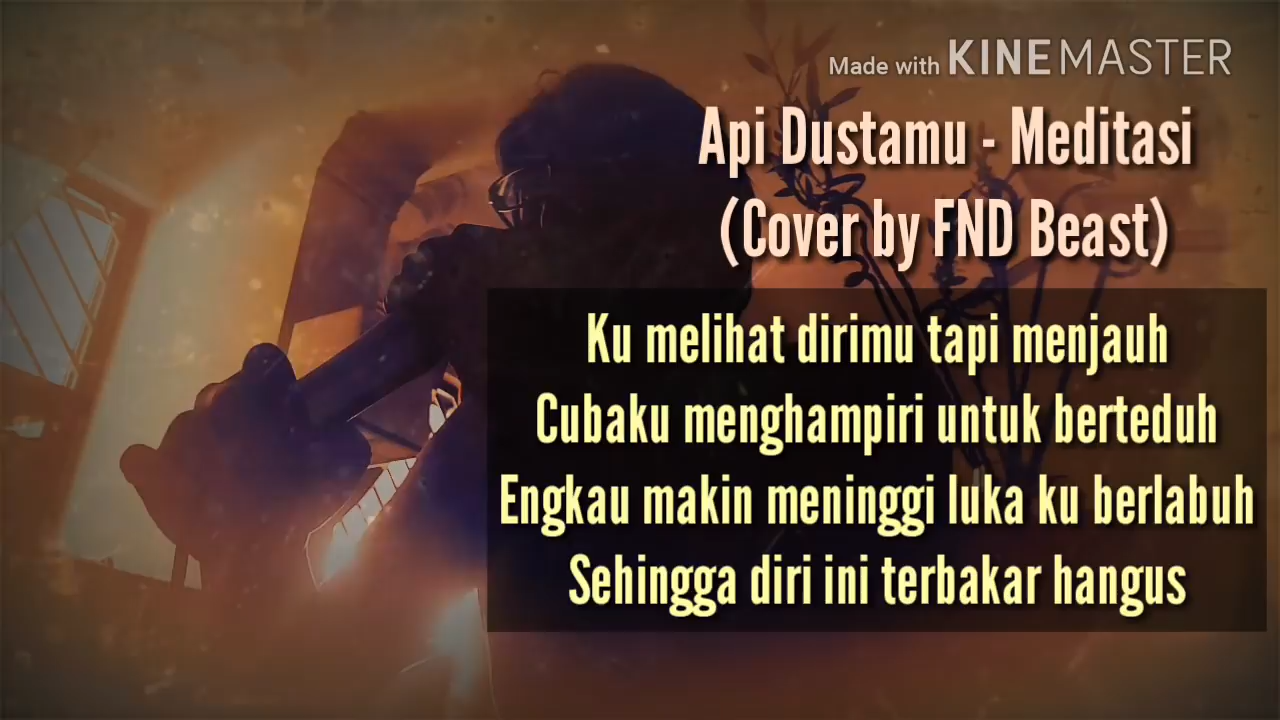 Made with KINEMASTER
Api Dustamu - Meditasi
(Cover by FND Beast)
Ku melihat dirimu tapi menjauh
Cubaku menghampiri untuk berteduh
Engkau makin meninggi luka ku berlabuh
Sehingga diri ini terbakar hangus